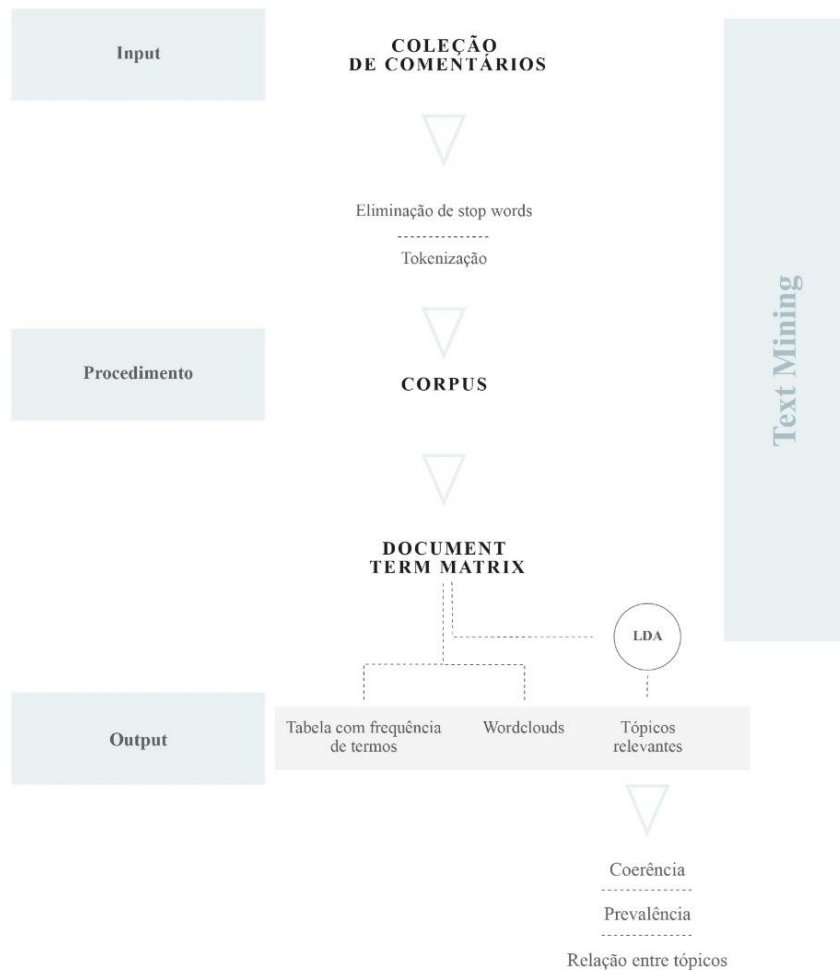 Input
COLEÇÃO
DE COMENTÁRIOS
Eliminação de stop words
Tokenização
Procedimento
CORPUS
Text Mining
DOCUMENT
TERM MATRIX
LDA
Output
Tabela com frequência
de termos
Wordclouds
Tópicos
relevantes
Coerência
Prevalência
Relação entre tópicos